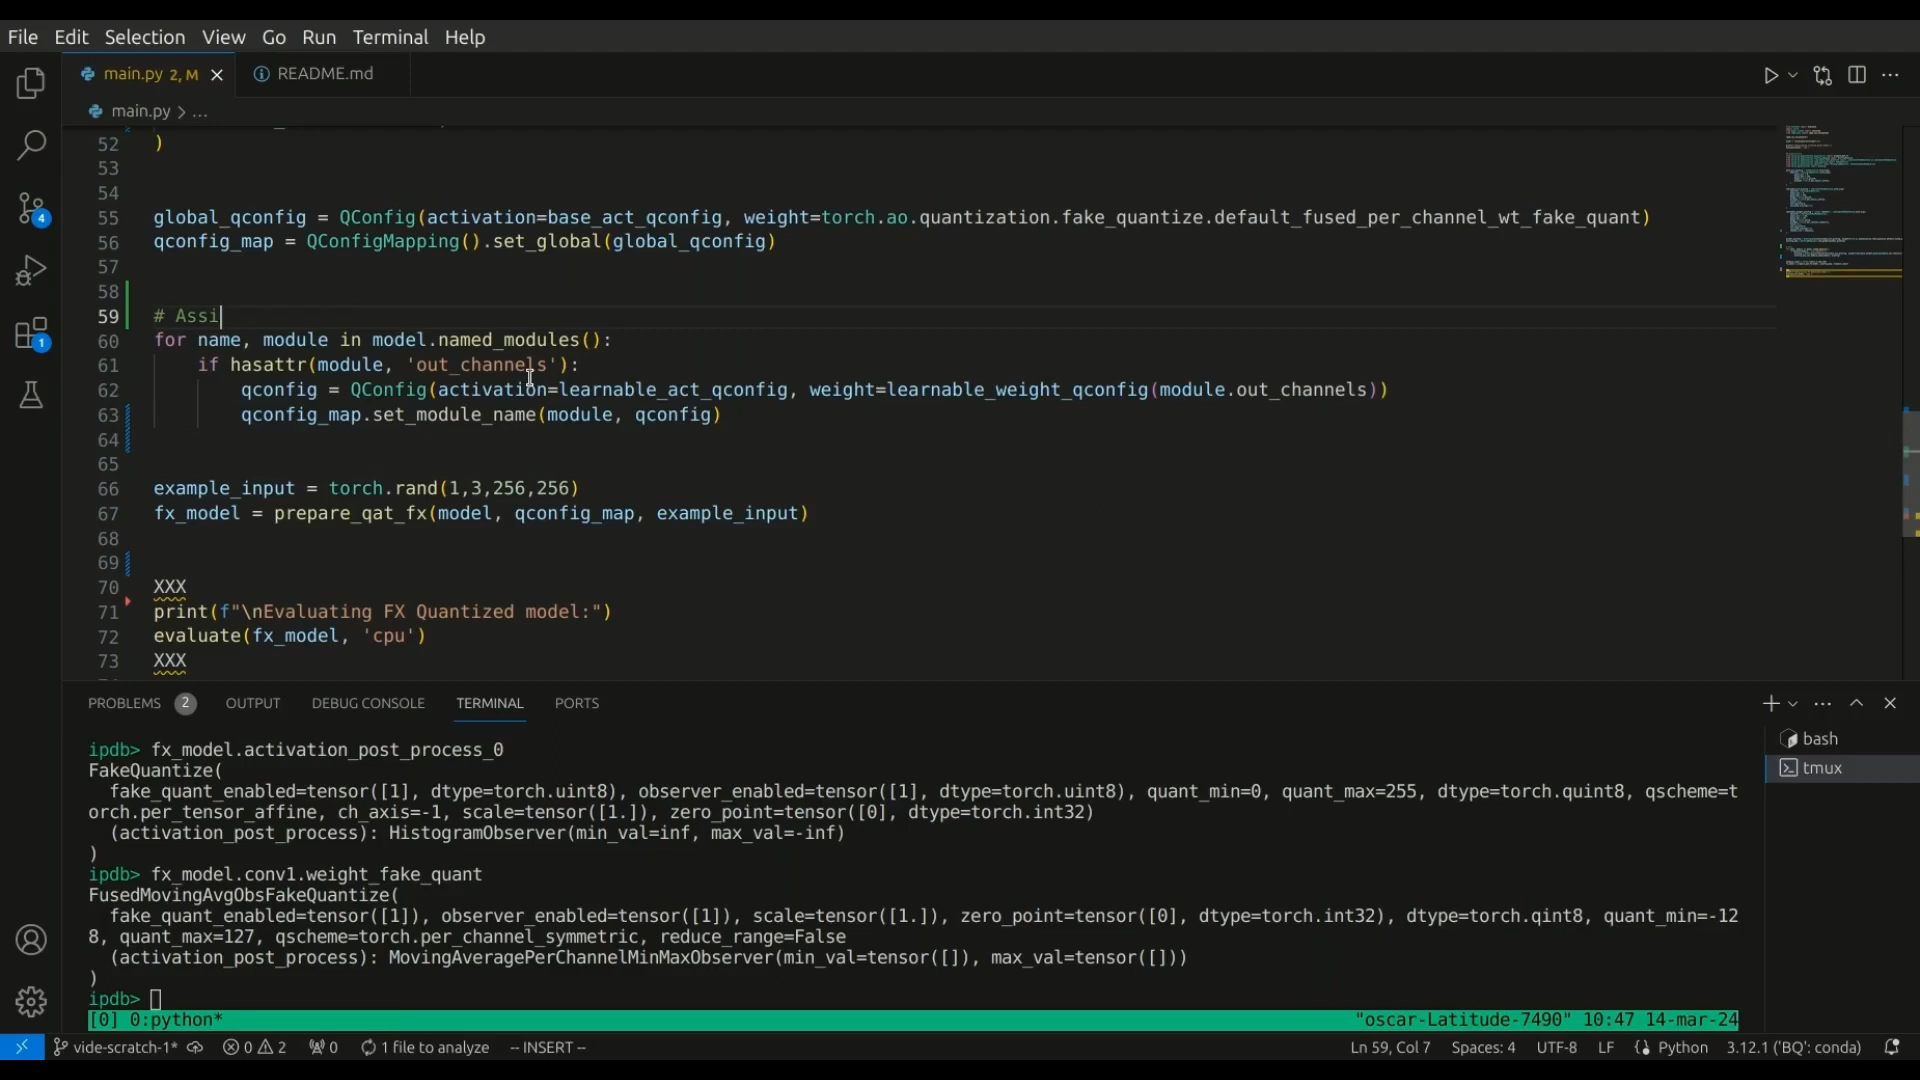 File Edit Selection View Go Run Terminal Help
main.py 2, M README.md
main.py > ...
52 )
53
54
55 global_qconfig = QConfig(activation=base_act_qconfig, weight=torch.ao.quantization.fake_quantize.default_fused_per_channel_wt_fake_quant)
56 qconfig_map = QConfigMapping().set_global(global_qconfig)
57
58
59 # Assi
60 for name, module in model.named_modules():
61 if hasattr(module, 'out_channels'):
62 qconfig = QConfig(activation=learnable_act_qconfig, weight=learnable_weight_qconfig(module.out_channels))
63 qconfig_map.set_module_name(module, qconfig)
64
65
66 example_input = torch.rand(1,3,256,256)
67 fx_model = prepare_qat_fx(model, qconfig_map, example_input)
68
69
70 XXX
71 print(f"\nEvaluating FX Quantized model:")
72 evaluate(fx_model, 'cpu')
73 XXX
4
1
PROBLEMS 2 OUTPUT DEBUG CONSOLE TERMINAL PORTS
bash
tmux
ipdb> fx_model.activation_post_process_0
FakeQuantize(
fake_quant_enabled=tensor([1], dtype=torch.uint8), observer_enabled=tensor([1], dtype=torch.uint8), quant_min=0, quant_max=255, dtype=torch.quint8, qscheme=t
orch.per_tensor_affine, ch_axis=-1, scale=tensor([1.]), zero_point=tensor([0], dtype=torch.int32)
(activation_post_process): HistogramObserver(min_val=inf, max_val=-inf)
)
ipdb> fx_model.conv1.weight_fake_quant
FusedMovingAvgObsFakeQuantize(
fake_quant_enabled=tensor([1]), observer_enabled=tensor([1]), scale=tensor([1.]), zero_point=tensor([0], dtype=torch.int32), dtype=torch.qint8, quant_min=-12
8, quant_max=127, qscheme=torch.per_channel_symmetric, reduce_range=False
(activation_post_process): MovingAveragePerChannelMinMaxObserver(min_val=tensor([]), max_val=tensor([]))
)
ipdb>
[0] 0:python* "oscar-Latitude-7490" 10:47 14-mar-24
vide-scratch-1* 0 2 0 1 file to analyze -- INSERT -- Ln 59, Col 7 Spaces: 4 UTF-8 LF Python 3.12.1 ('BQ': conda)